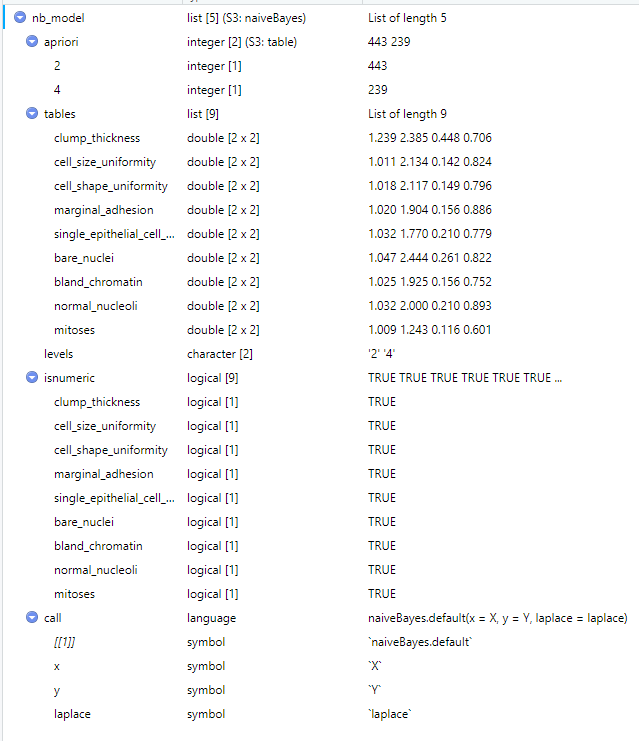 nb_model list [5] (S3: naiveBayes) List of length 5
apriori integer [2] (S3: table) 443 239
2 integer [1] 443
4 integer [1] 239
tables list [9] List of length 9
clump_thickness double [2 x 2] 1.239 2.385 0.448 0.706
cell_size_uniformity double [2 x 2] 1.011 2.134 0.142 0.824
cell_shape_uniformity double [2 x 2] 1.018 2.117 0.149 0.796
marginal_adhesion double [2 x 2] 1.020 1.904 0.156 0.886
single_epithelial_cell_... double [2 x 2] 1.032 1.770 0.210 0.779
bare_nuclei double [2 x 2] 1.047 2.444 0.261 0.822
bland_chromatin double [2 x 2] 1.025 1.925 0.156 0.752
normal_nucleoli double [2 x 2] 1.032 2.000 0.210 0.893
mitoses double [2 x 2] 1.009 1.243 0.116 0.601
levels character [2] '2' '4'
isnumeric logical [9] TRUE TRUE TRUE TRUE TRUE TRUE ...
clump_thickness logical [1] TRUE
cell_size_uniformity logical [1] TRUE
cell_shape_uniformity logical [1] TRUE
marginal_adhesion logical [1] TRUE
single_epithelial_cell_... logical [1] TRUE
bare_nuclei logical [1] TRUE
bland_chromatin logical [1] TRUE
normal_nucleoli logical [1] TRUE
mitoses logical [1] TRUE
call language naiveBayes.default(x = X, y = Y, laplace = laplace)
[[1]] symbol `naiveBayes.default`
x symbol `X`
y symbol `Y`
laplace symbol `laplace`